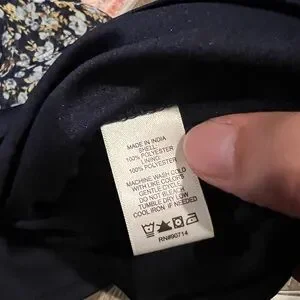 MADE IN INDIA
SHELL:
100% POLYESTER
LINING:
100% POLYESTER
MACHINE WASH COLD
WITH LIKE COLORS
GENTLE CYCLE
DO NOT BLEACH
TUMBLE DRY LOW
COOL IRON IF NEEDED
RN#90714